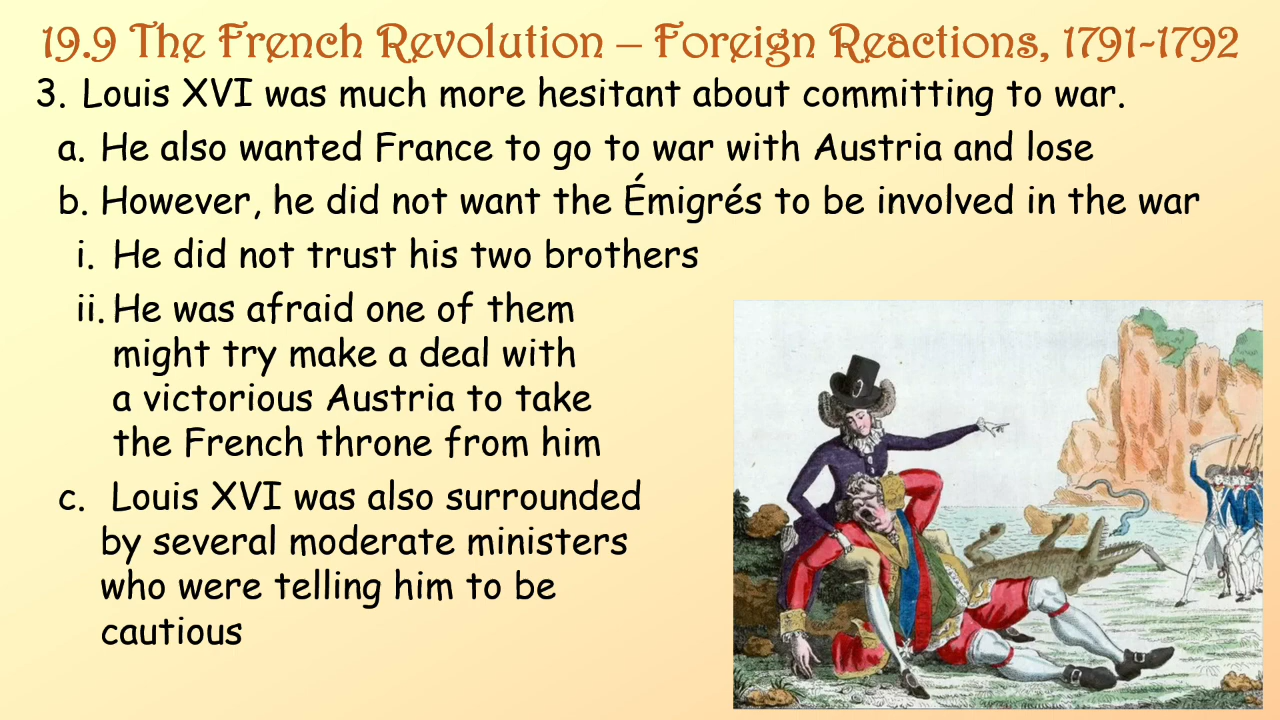 19.9 The French Revolution – Foreign Reactions, 1791-1792
3. Louis XVI was much more hesitant about committing to war.
a. He also wanted France to go to war with Austria and lose
b. However, he did not want the Émigrés to be involved in the war
i. He did not trust his two brothers
ii. He was afraid one of them
might try make a deal with
a victorious Austria to take
the French throne from him
c. Louis XVI was also surrounded
by several moderate ministers
who were telling him to be
cautious